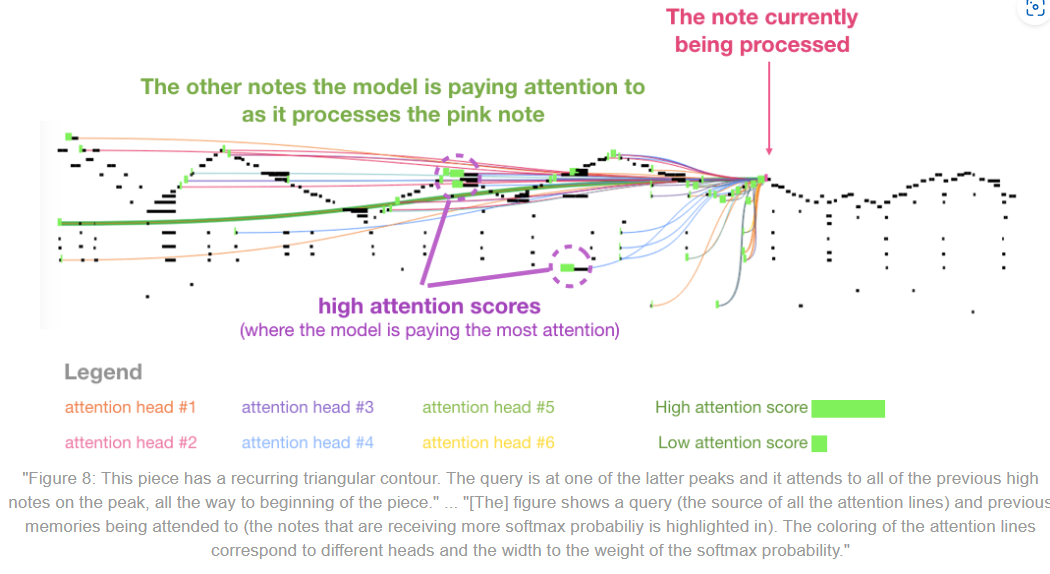 The note currently
being processed
The other notes the model is paying attention to
as it processes the pink note
high attention scores
(where the model is paying the most attention)
Legend
attention head #1
attention head #3
attention head #5
High attention score
attention head #2
attention head #4
attention head #6
Low attention score
"Figure 8: This piece has a recurring triangular contour. The query is at one of the latter peaks and it attends to all of the previous high
notes on the peak, all the way to beginning of the piece." ... "[The] figure shows a query (the source of all the attention lines) and previous
memories being attended to (the notes that are receiving more softmax probabiliy is highlighted in). The coloring of the attention lines
correspond to different heads and the width to the weight of the softmax probability."